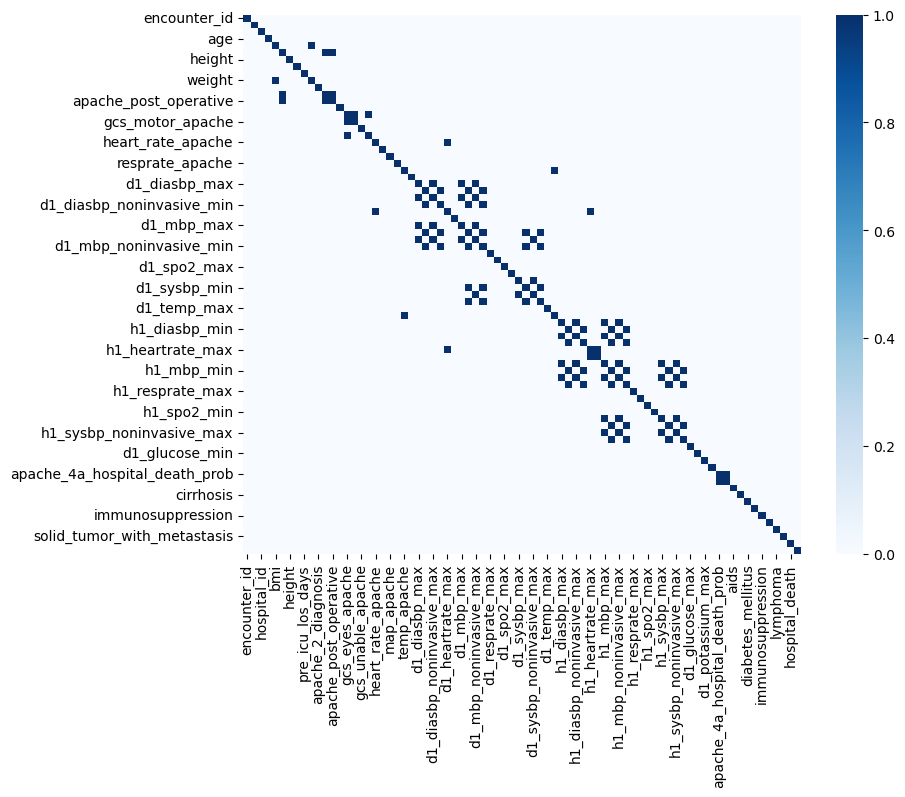 encounter_id
age
height
weight
apache_post_operative
gcs_motor_apache
heart_rate_apache
resprate_apache
d1_diasbp_max
d1_diasbp_noninvasive_min
d1_mbp_max
d1_mbp_noninvasive_min
d1_spo2_max
d1_sysbp_min
d1_temp_max
h1_diasbp_min
h1_heartrate_max
h1_mbp_min
h1_resprate_max
h1_spo2_min
h1_sysbp_noninvasive_max
d1_glucose_min
apache_4a_hospital_death_prob
cirrhosis
immunosuppression
solid_tumor_with_metastasis
encounter_id
hospital_id
bmi
height
pre_icu_los_days
apache_2_diagnosis
apache_post_operative
gcs_eyes_apache
gcs_unable_apache
heart_rate_apache
map_apache
temp_apache
d1_diasbp_max
d1_diasbp_noninvasive_max
d1_heartrate_max
d1_mbp_max
d1_mbp_noninvasive_max
d1_resprate_max
d1_spo2_max
d1_sysbp_max
d1_sysbp_noninvasive_max
d1_temp_max
h1_diasbp_max
h1_diasbp_noninvasive_max
h1_heartrate_max
h1_mbp_max
h1_mbp_noninvasive_max
h1_resprate_max
h1_spo2_max
h1_sysbp_max
h1_sysbp_noninvasive_max
d1_glucose_max
d1_potassium_max
apache_4a_hospital_death_prob
aids
diabetes_mellitus
immunosuppression
lymphoma
hospital_death
1.0
0.8
0.6
0.4
0.2
0.0